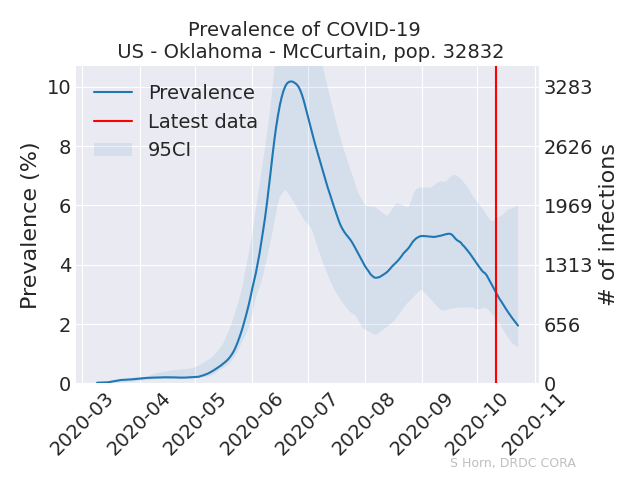 Prevalence of COVID-19
US - Oklahoma - McCurtain, pop. 32832
Prevalence
Latest data
95CI
Prevalence (%)
10
8
6
4
2
0
3283
2626
1969
1313
656
0
# of infections
2020-03
2020-04
2020-05
2020-06
2020-07
2020-08
2020-09
2020-10
2020-11
S Horn, DRDC CORA